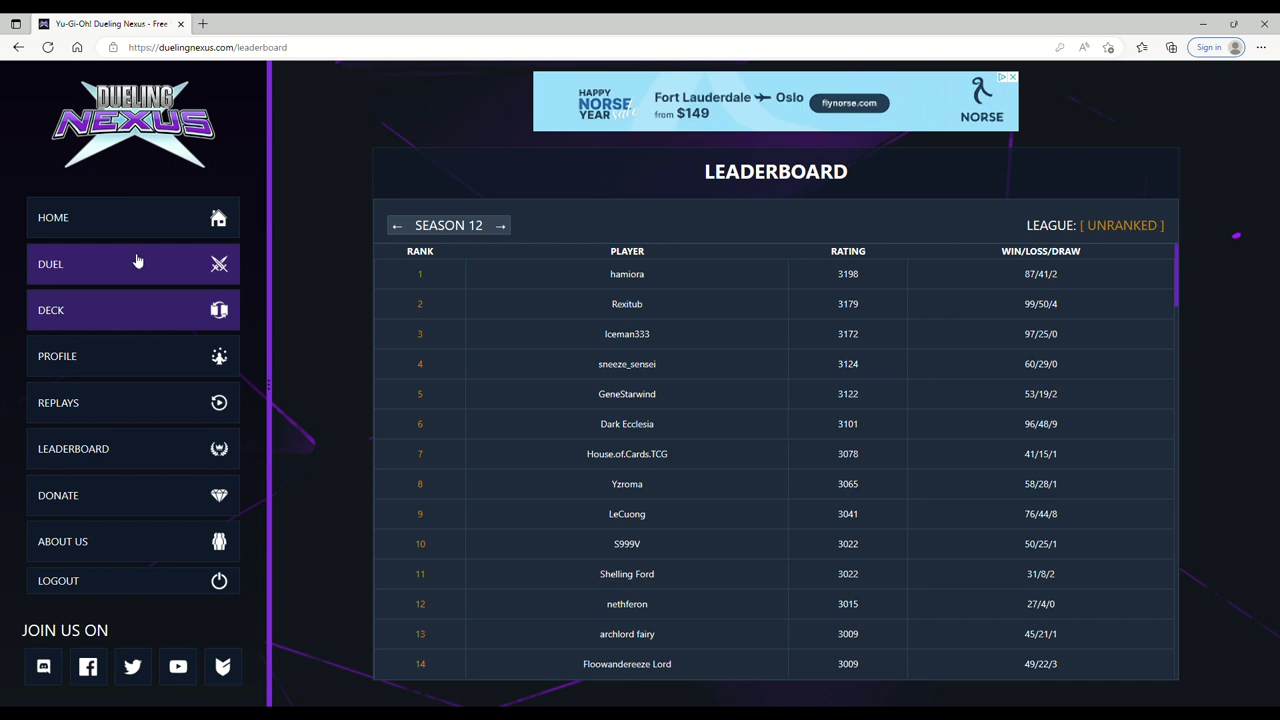 Yu-Gi-Oh! Dueling Nexus - Free
https://duelingnexus.com/leaderboard
Sign in
DUELING
NEXUS
HOME
DUEL
DECK
PROFILE
REPLAYS
LEADERBOARD
DONATE
ABOUT US
LOGOUT
JOIN US ON
HAPPY
NORSE
YEAR sale
Fort Lauderdale Oslo
from $149
flynorse.com
NORSE
LEADERBOARD
← SEASON 12 →
LEAGUE: [ UNRANKED ]
RANK PLAYER RATING WIN/LOSS/DRAW
1 hamiora 3198 87/41/2
2 Rexitub 3179 99/50/4
3 Iceman333 3172 97/25/0
4 sneeze_sensei 3124 60/29/0
5 GeneStarwind 3122 53/19/2
6 Dark Ecclesia 3101 96/48/9
7 House.of.Cards.TCG 3078 41/15/1
8 Yzroma 3065 58/28/1
9 LeCuong 3041 76/44/8
10 S999V 3022 50/25/1
11 Shelling Ford 3022 31/8/2
12 nethferon 3015 27/4/0
13 archlord fairy 3009 45/21/1
14 Floowandereeze Lord 3009 49/22/3